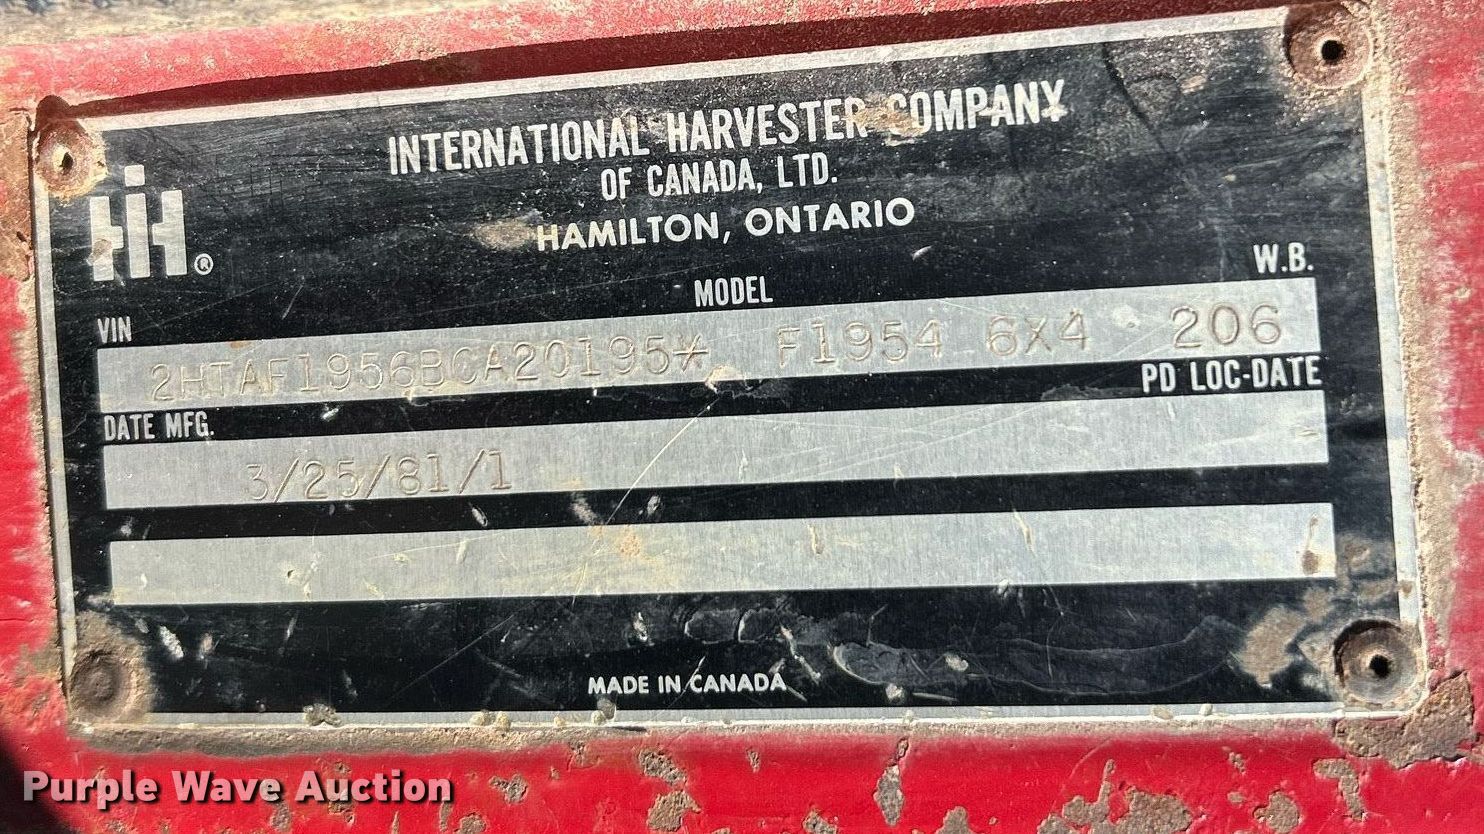 INTERNATIONAL HARVESTER COMPANY
OF CANADA, LTD.
HAMILTON, ONTARIO
IH®
VIN MODEL W.B.
2HTAF1956BCA20195* F1954 6X4 206
DATE MFG. PD LOC-DATE
3/25/81/1
MADE IN CANADA
Purple Wave Auction